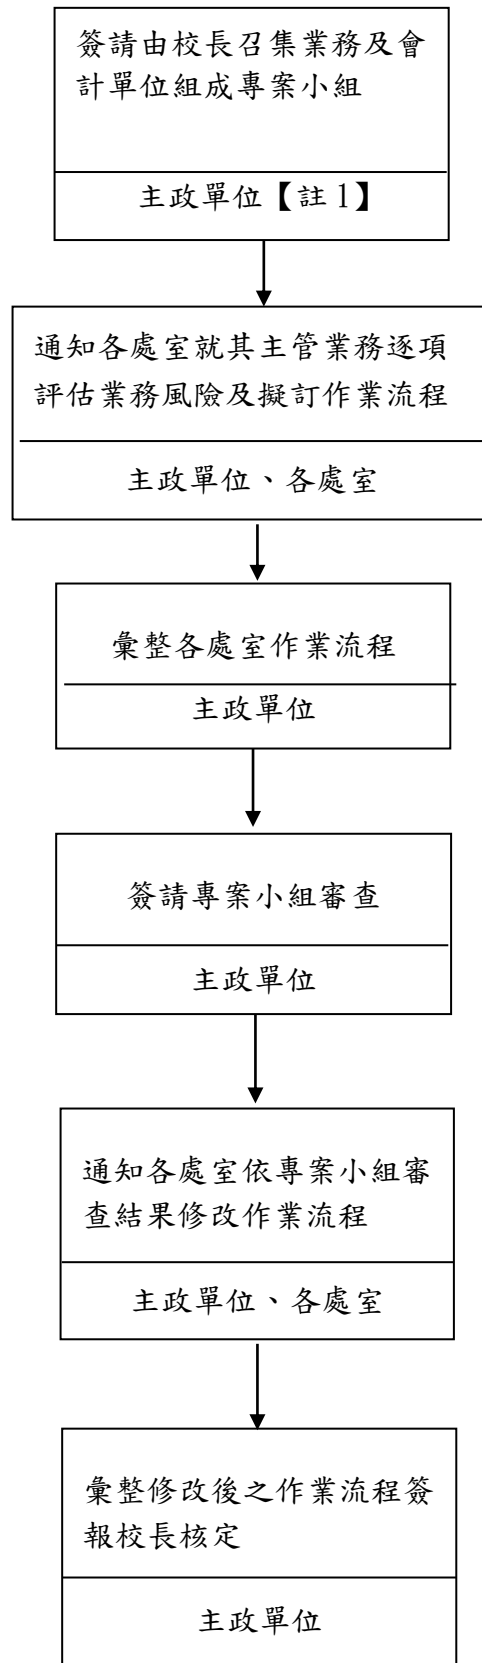 簽請由校長召集業務及會
計單位組成專案小組
主政單位【註1】
通知各處室就其主管業務逐項
評估業務風險及擬訂作業流程
主政單位、各處室
彙整各處室作業流程
主政單位
簽請專案小組審查
主政單位
通知各處室依專案小組審
查結果修改作業流程
主政單位、各處室
彙整修改後之作業流程簽
報校長核定
主政單位